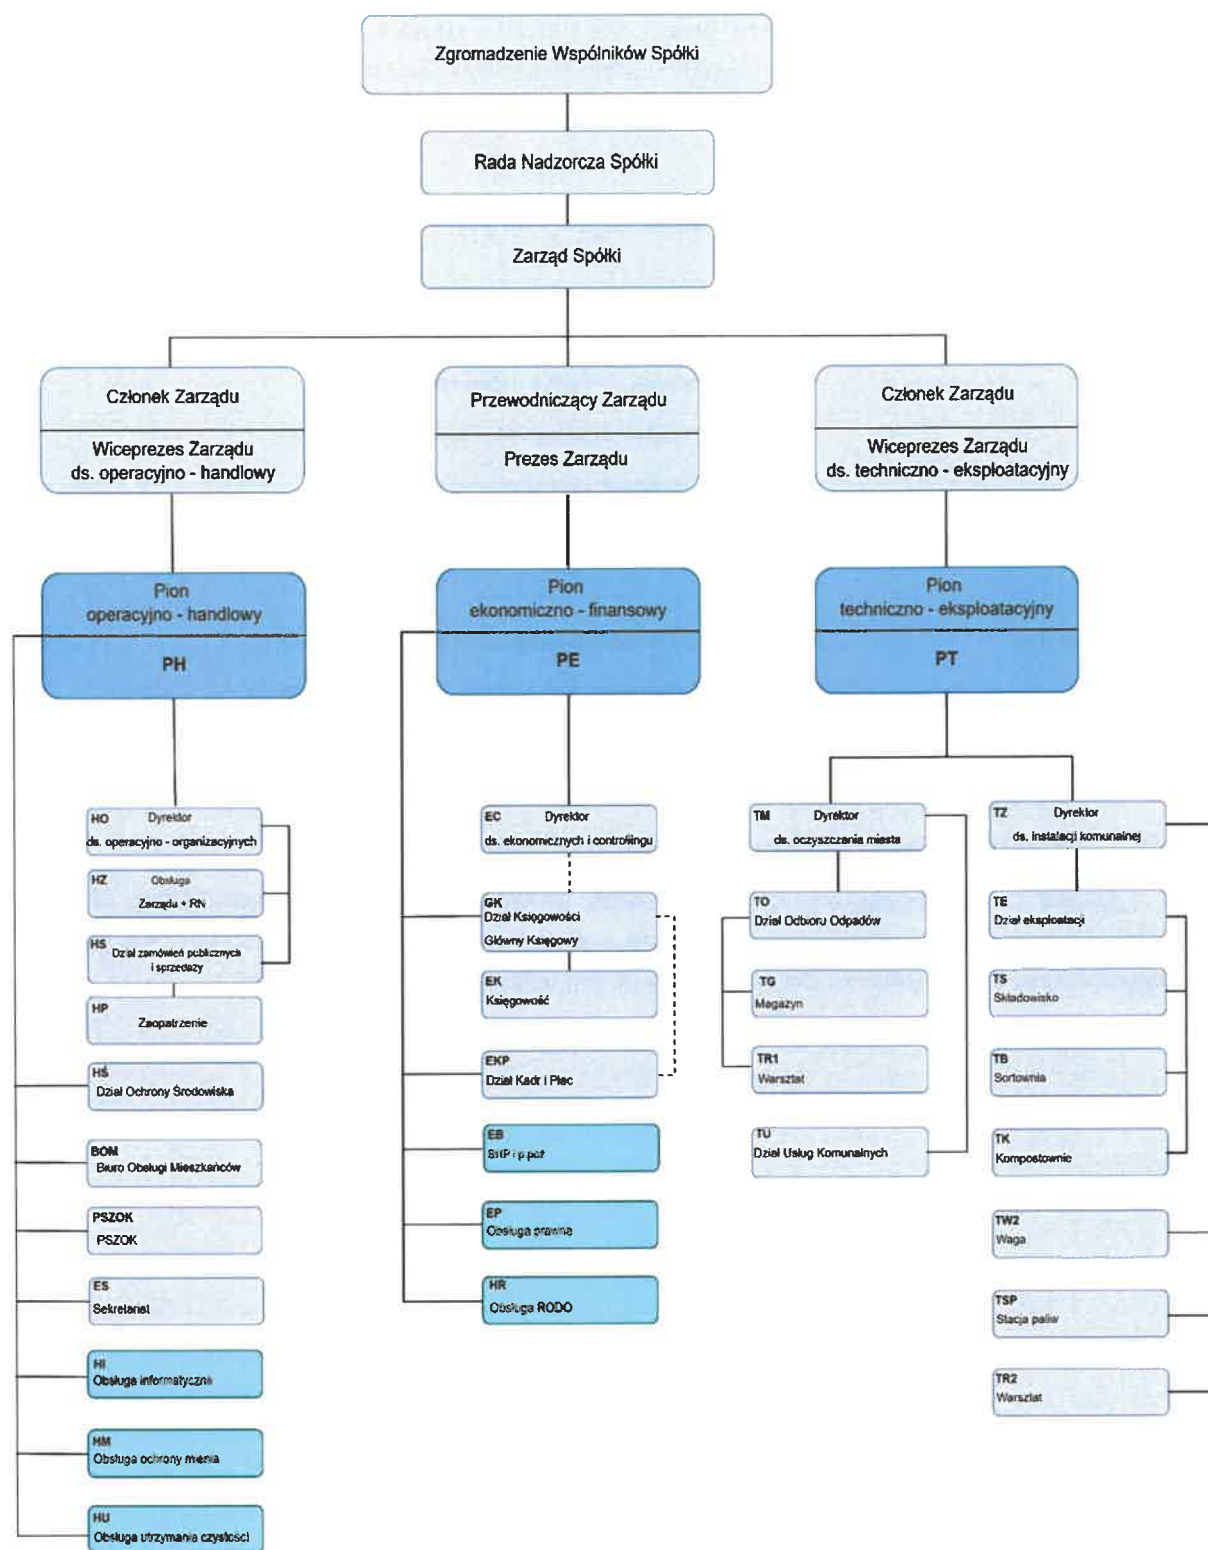 Zgromadzenie Wspólników Spółki
Rada Nadzorcza Spółki
Zarząd Spółki
Członek Zarządu
Wiceprezes Zarządu
ds. operacyjno - handlowy
Przewodniczący Zarządu
Prezes Zarządu
Członek Zarządu
Wiceprezes Zarządu
ds. techniczno - eksploatacyjny
Pion
operacyjno - handlowy
PH
Pion
ekonomiczno - finansowy
PE
Pion
techniczno - eksploatacyjny
PT
HO Dyrektor
ds. operacyjno - organizacyjnych
HZ Obsługa
Zarządu + RN
HS
Dział zamówień publicznych
i sprzedaży
HP
Zaopatrzenie
HŚ
Dział Ochrony Środowiska
BOM
Biuro Obsługi Mieszkańców
PSZOK
PSZOK
ES
Sekretariat
HI
Obsługa informatyczna
HM
Obsługa ochrony mienia
HU
Obsługa utrzymania czystości
EC Dyrektor
ds. ekonomicznych i controllingu
GK
Dział Księgowości
Główny Księgowy
EK
Księgowość
EKP
Dział Kadr i Płac
EB
BHP i p.poż
EP
Obsługa prawna
HR
Obsługa RODO
TM Dyrektor
ds. oczyszczania miasta
TO
Dział Odbioru Odpadów
TG
Magazyn
TR1
Warsztat
TU
Dział Usług Komunalnych
TZ Dyrektor
ds. instalacji komunalnej
TE
Dział eksploatacji
TS
Składowisko
TB
Sortownia
TK
Kompostownie
TW2
Waga
TSP
Stacja paliw
TR2
Warsztat